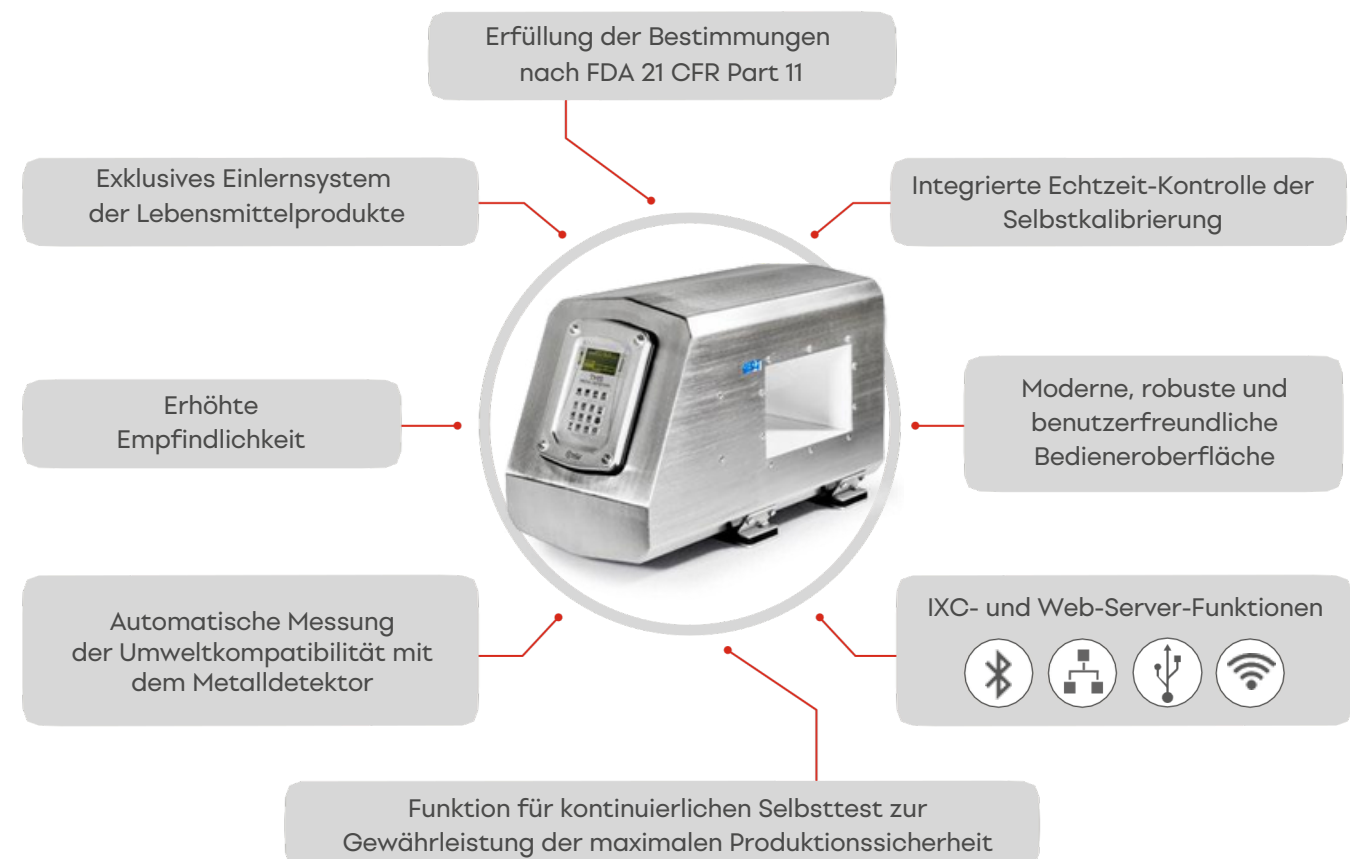 Erfüllung der Bestimmungen
nach FDA 21 CFR Part 11
Exklusives Einlernsystem
der Lebensmittelprodukte
Integrierte Echtzeit-Kontrolle der
Selbstkalibrierung
Erhöhte
Empfindlichkeit
Moderne, robuste und
benutzerfreundliche
Bedieneroberfläche
Automatische Messung
der Umweltkompatibilität mit
dem Metalldetektor
IXC- und Web-Server-Funktionen
Funktion für kontinuierlichen Selbsttest zur
Gewährleistung der maximalen Produktionssicherheit